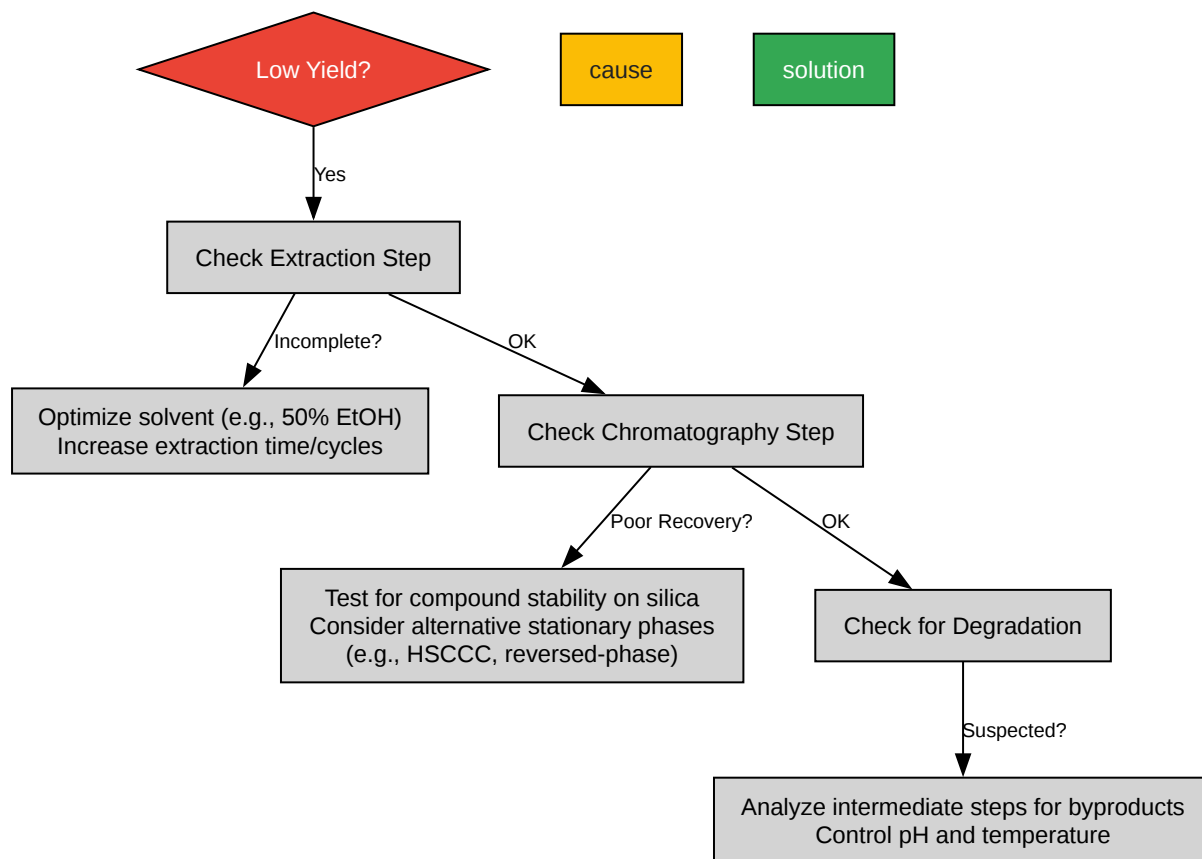 Low Yield?
cause
solution
Yes
Check Extraction Step
Incomplete?
OK
Optimize solvent (e.g., 50% EtOH)
Increase extraction time/cycles
Check Chromatography Step
Poor Recovery?
OK
Test for compound stability on silica
Consider alternative stationary phases
(e.g., HSCCC, reversed-phase)
Check for Degradation
Suspected?
Analyze intermediate steps for byproducts
Control pH and temperature